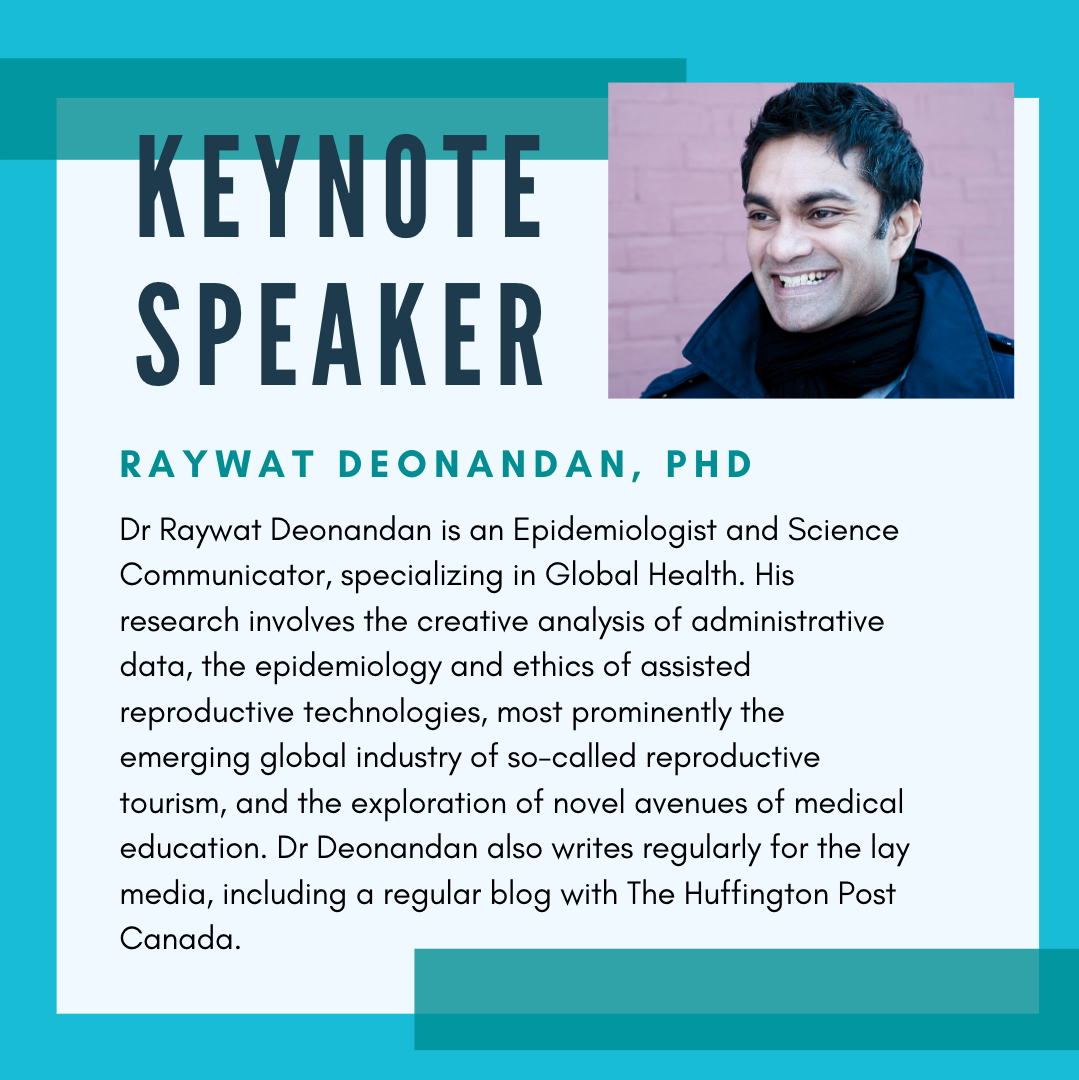 KEYNOTE
SPEAKER
RAYWAT DEONANDAN, PHD
Dr Raywat Deonandan is an Epidemiologist and Science
Communicator, specializing in Global Health. His
research involves the creative analysis of administrative
data, the epidemiology and ethics of assisted
reproductive technologies, most prominently the
emerging global industry of so-called reproductive
tourism, and the exploration of novel avenues of medical
education. Dr Deonandan also writes regularly for the lay
media, including a regular blog with The Huffington Post
Canada.